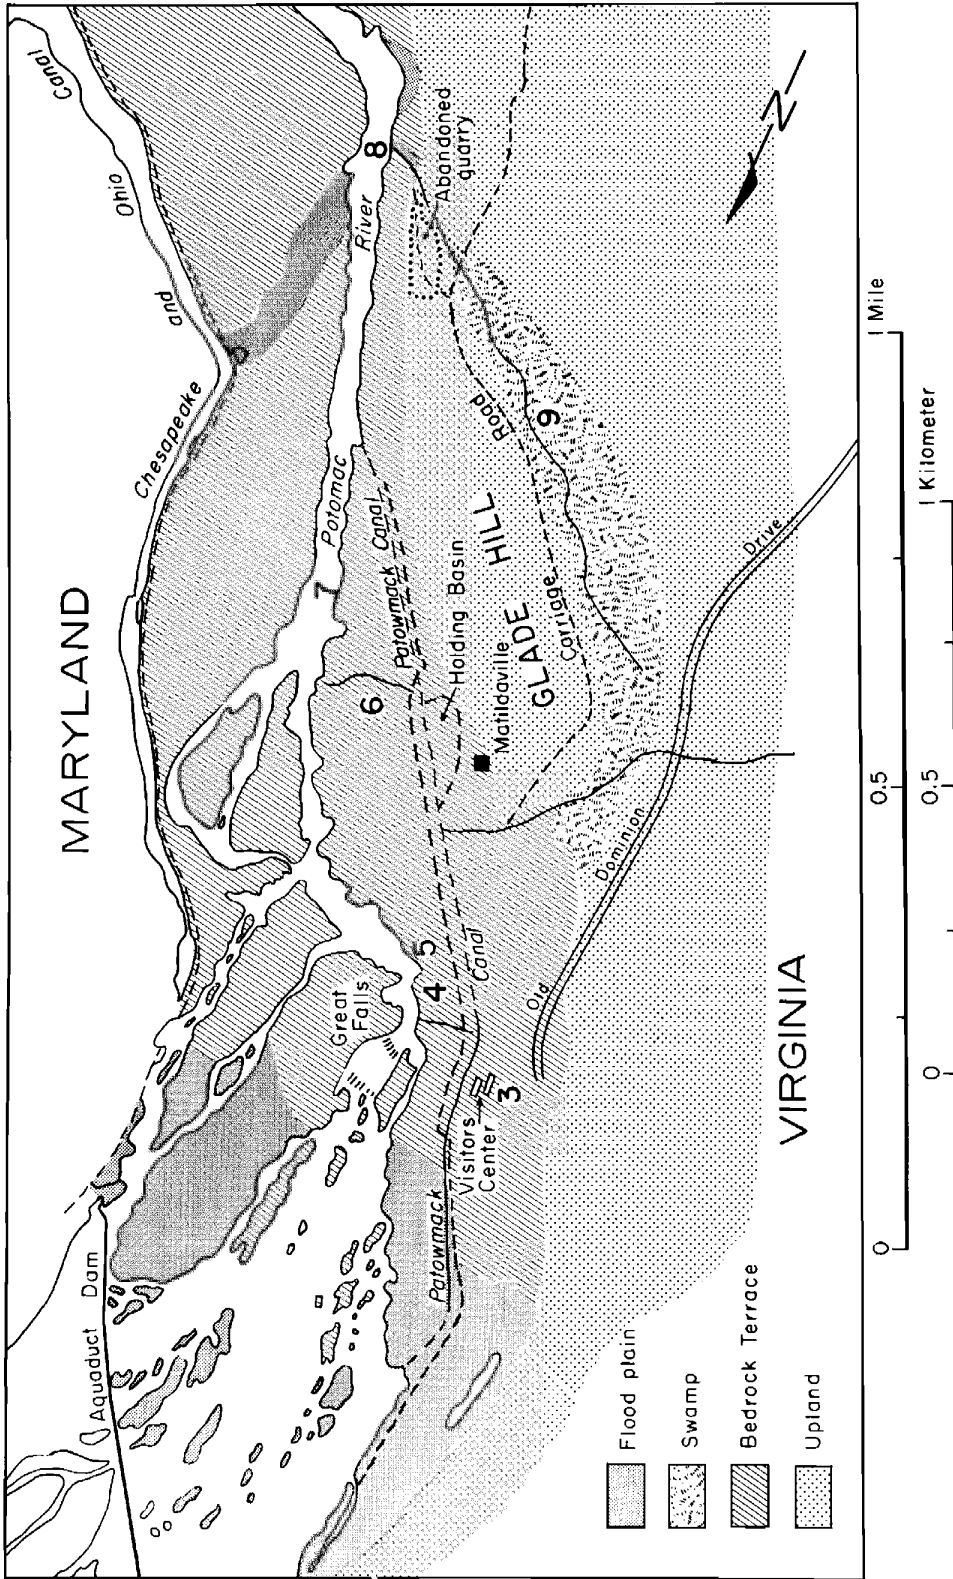 MARYLAND
Chesapeake
and
Ohio
Canal
Aquaduct
Dam
Great
Falls
Potomac
River
Patowmack Canal
Patowmack
Canal
Holding Basin
Matildaville
GLADE HILL
Carriage
Road
Abandoned
quarry
Visitors
Center
Old
Dominion
Drive
3
4
5
6
7
8
9
N
VIRGINIA
Flood plain
Swamp
Bedrock Terrace
Upland
0
0.5
1 Mile
0
0.5
1 Kilometer